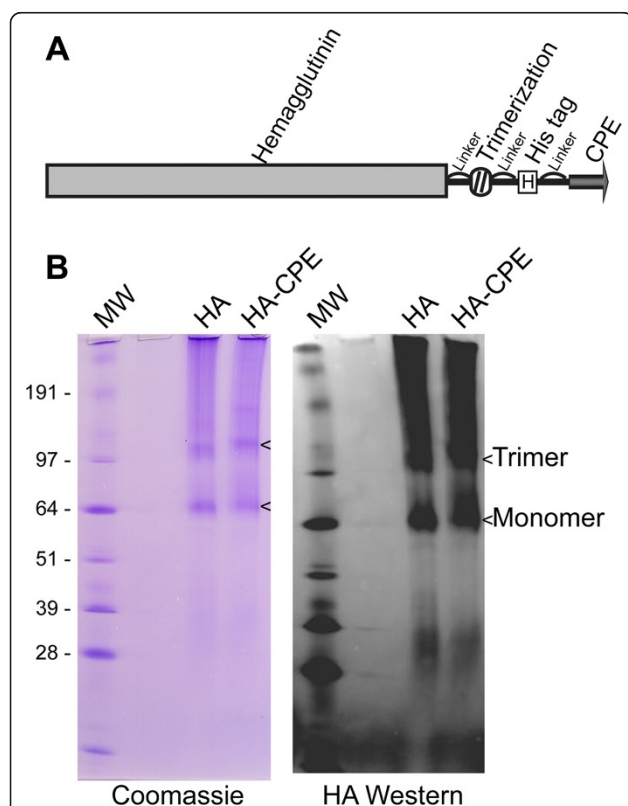 A
Hemagglutinin
Linker
Trimerization
Linker
His tag
Linker
CPE
H
B
MW
HA
HA-CPE
MW
HA
HA-CPE
191 -
97 -
64 -
51 -
39 -
28 -
<
<
<Trimer
<Monomer
Coomassie
HA Western